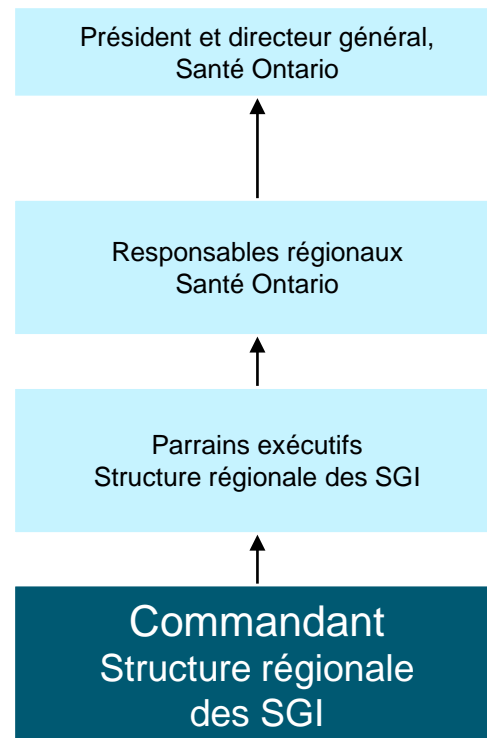 Président et directeur général,
Santé Ontario
Responsables régionaux
Santé Ontario
Parrains exécutifs
Structure régionale des SGI
Commandant
Structure régionale
des SGI